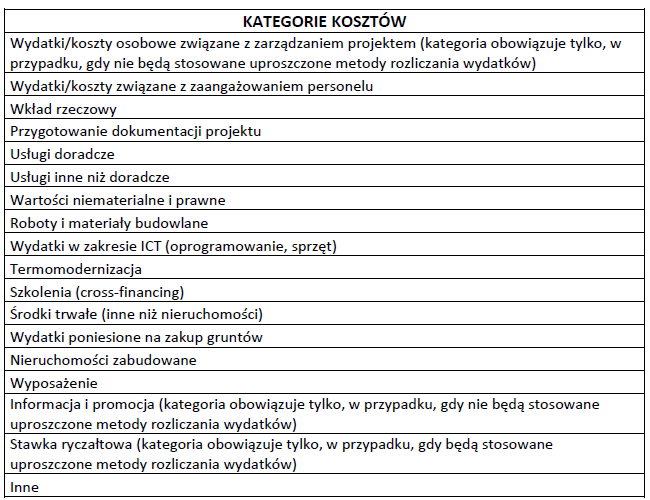 KATEGORIE KOSZTÓW
Wydatki/koszty osobowe związane z zarządzaniem projektem (kategoria obowiązuje tylko, w
przypadku, gdy nie będą stosowane uproszczone metody rozliczania wydatków)
Wydatki/koszty związane z zaangażowaniem personelu
Wkład rzeczowy
Przygotowanie dokumentacji projektu
Usługi doradcze
Usługi inne niż doradcze
Wartości niematerialne i prawne
Roboty i materiały budowlane
Wydatki w zakresie ICT (oprogramowanie, sprzęt)
Termomodernizacja
Szkolenia (cross-financing)
Środki trwałe (inne niż nieruchomości)
Wydatki poniesione na zakup gruntów
Nieruchomości zabudowane
Wyposażenie
Informacja i promocja (kategoria obowiązuje tylko, w przypadku, gdy nie będą stosowane
uproszczone metody rozliczania wydatków)
Stawka ryczałtowa (kategoria obowiązuje tylko, w przypadku, gdy będą stosowane
uproszczone metody rozliczania wydatków)
Inne